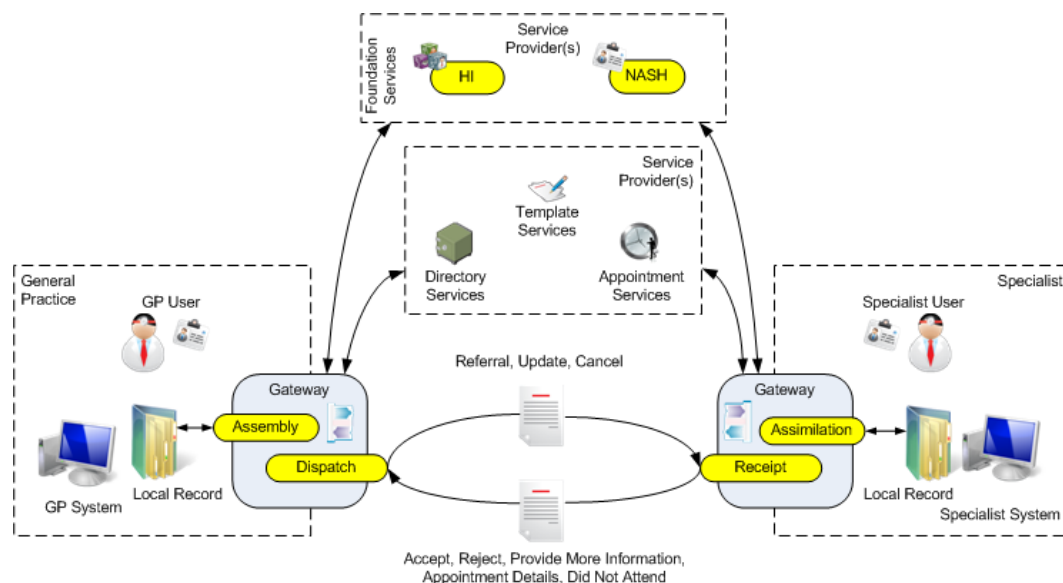 Foundation
Services
Service
Provider(s)
HI
NASH
Service
Provider(s)
Template
Services
Directory
Services
Appointment
Services
General
Practice
GP User
Specialist
Specialist User
Referral, Update, Cancel
Gateway
Assembly
Dispatch
GP System
Local Record
Gateway
Assimilation
Receipt
Local Record
Specialist System
Accept, Reject, Provide More Information,
Appointment Details, Did Not Attend